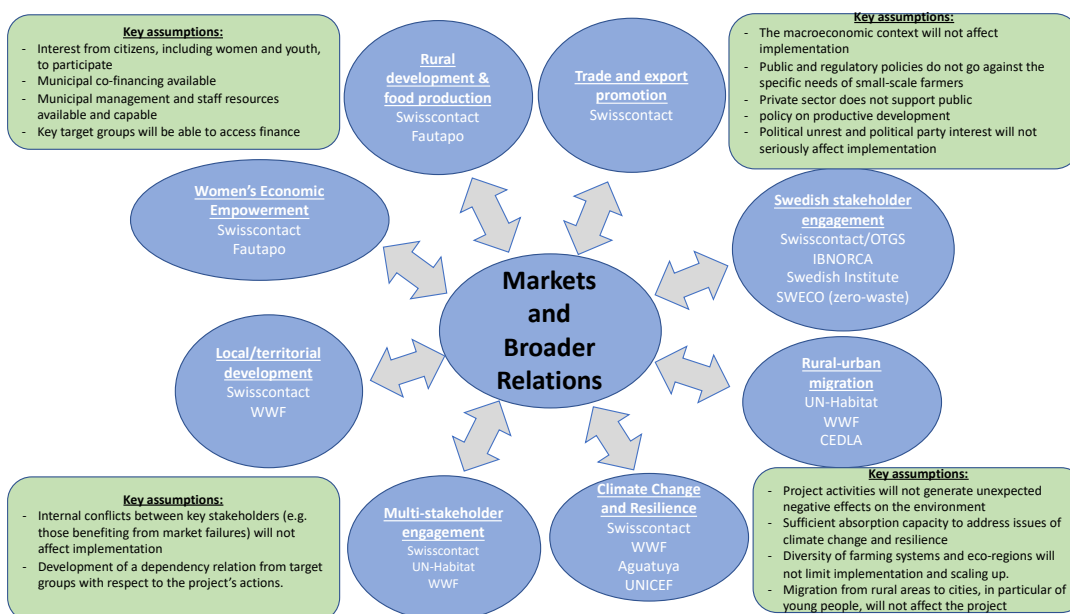 Key assumptions:
- Interest from citizens, including women and youth,
to participate
- Municipal co-financing available
- Municipal management and staff resources
available and capable
- Key target groups will be able to access finance
Rural
development &
food production
Swisscontact
Fautapo
Trade and export
promotion
Swisscontact
Key assumptions:
- The macroeconomic context will not affect
implementation
- Public and regulatory policies do not go against the
specific needs of small-scale farmers
- Private sector does not support public
- policy on productive development
- Political unrest and political party interest will not
seriously affect implementation
Women's Economic
Empowerment
Swisscontact
Fautapo
Swedish stakeholder
engagement
Swisscontact/OTGS
IBNORCA
Swedish Institute
SWECO (zero-waste)
Markets
and
Broader
Relations
Local/territorial
development
Swisscontact
WWF
Rural-urban
migration
UN-Habitat
WWF
CEDLA
Key assumptions:
- Internal conflicts between key stakeholders (e.g.
those benefiting from market failures) will not
affect implementation
- Development of a dependency relation from target
groups with respect to the project's actions.
Multi-stakeholder
engagement
Swisscontact
UN-Habitat
WWF
Climate Change
and Resilience
Swisscontact
WWF
Aguatuya
UNICEF
Key assumptions:
- Project activities will not generate unexpected
negative effects on the environment
- Sufficient absorption capacity to address issues of
climate change and resilience
- Diversity of farming systems and eco-regions will
not limit implementation and scaling up.
- Migration from rural areas to cities, in particular of
young people, will not affect the project